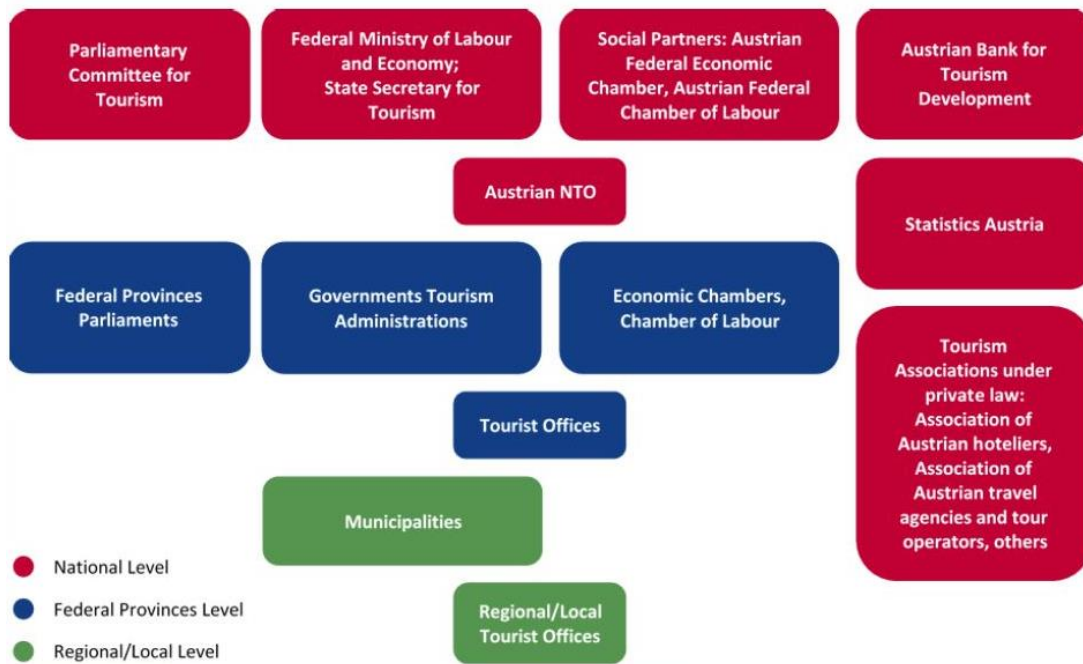 Parliamentary
Committee for
Tourism
Federal Ministry of Labour
and Economy;
State Secretary for
Tourism
Social Partners: Austrian
Federal Economic
Chamber, Austrian Federal
Chamber of Labour
Austrian Bank for
Tourism
Development
Austrian NTO
Statistics Austria
Federal Provinces
Parliaments
Governments Tourism
Administrations
Economic Chambers,
Chamber of Labour
Tourism
Associations under
private law:
Association of
Austrian hoteliers,
Association of
Austrian travel
agencies and tour
operators, others
Tourist Offices
Municipalities
Regional/Local
Tourist Offices
National Level
Federal Provinces Level
Regional/Local Level